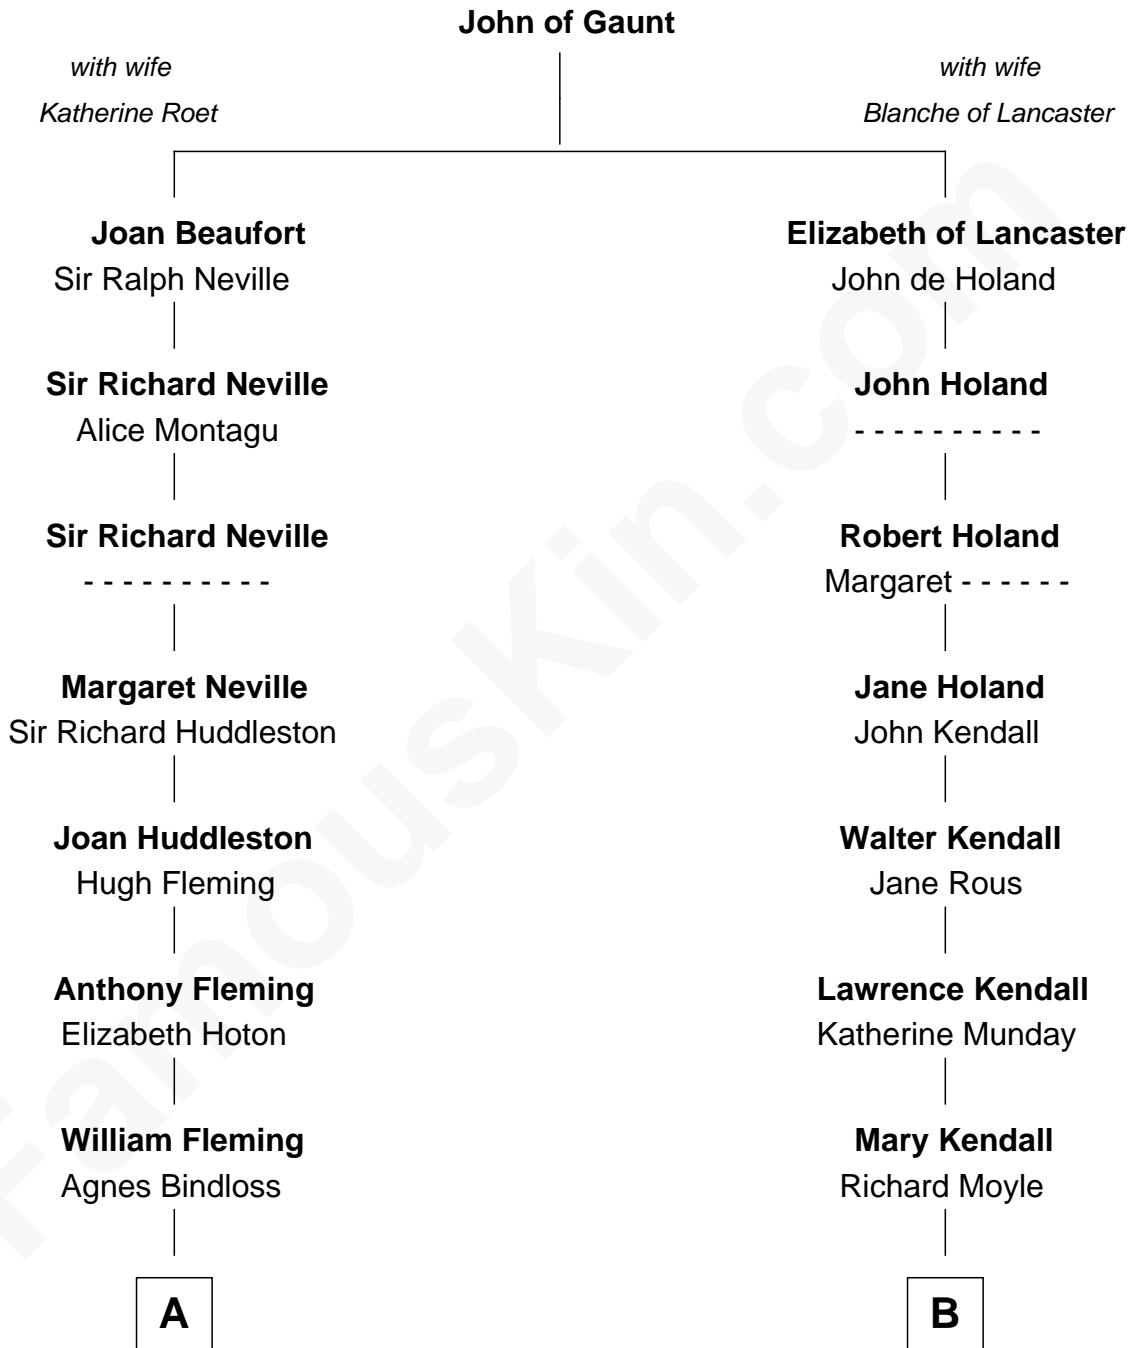 John of Gaunt
with wife
Katherine Roet
with wife
Blanche of Lancaster
Joan Beaufort
Sir Ralph Neville
Elizabeth of Lancaster
John de Holand
Sir Richard Neville
Alice Montagu
John Holand
- - - - - - - - - -
Sir Richard Neville
- - - - - - - - - -
Robert Holand
Margaret - - - - - -
Margaret Neville
Sir Richard Huddleston
Jane Holand
John Kendall
Joan Huddleston
Hugh Fleming
Walter Kendall
Jane Rous
Anthony Fleming
Elizabeth Hoton
Lawrence Kendall
Katherine Munday
William Fleming
Agnes Bindloss
Mary Kendall
Richard Moyle
A
B
FamousKin.com